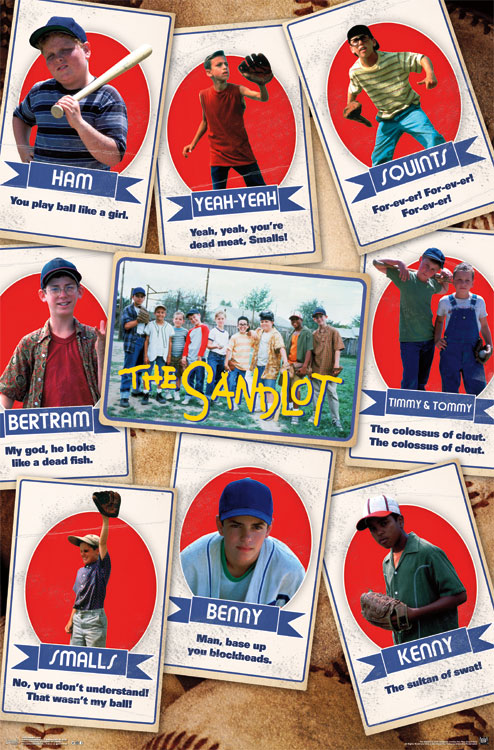 HAM
You play ball like a girl.
YEAH-YEAH
Yeah, yeah, you're
dead meat, Smalls!
SQUINTS
For-ev-er! For-ev-er!
For-ev-er!
BERTRAM
My god, he looks
like a dead fish.
THE SANDLOT
TIMMY & TOMMY
The colossus of clout.
The colossus of clout.
SMALLS
No, you don't understand!
That wasn't my ball!
BENNY
Man, base up
you blockheads.
KENNY
The sultan of swat!